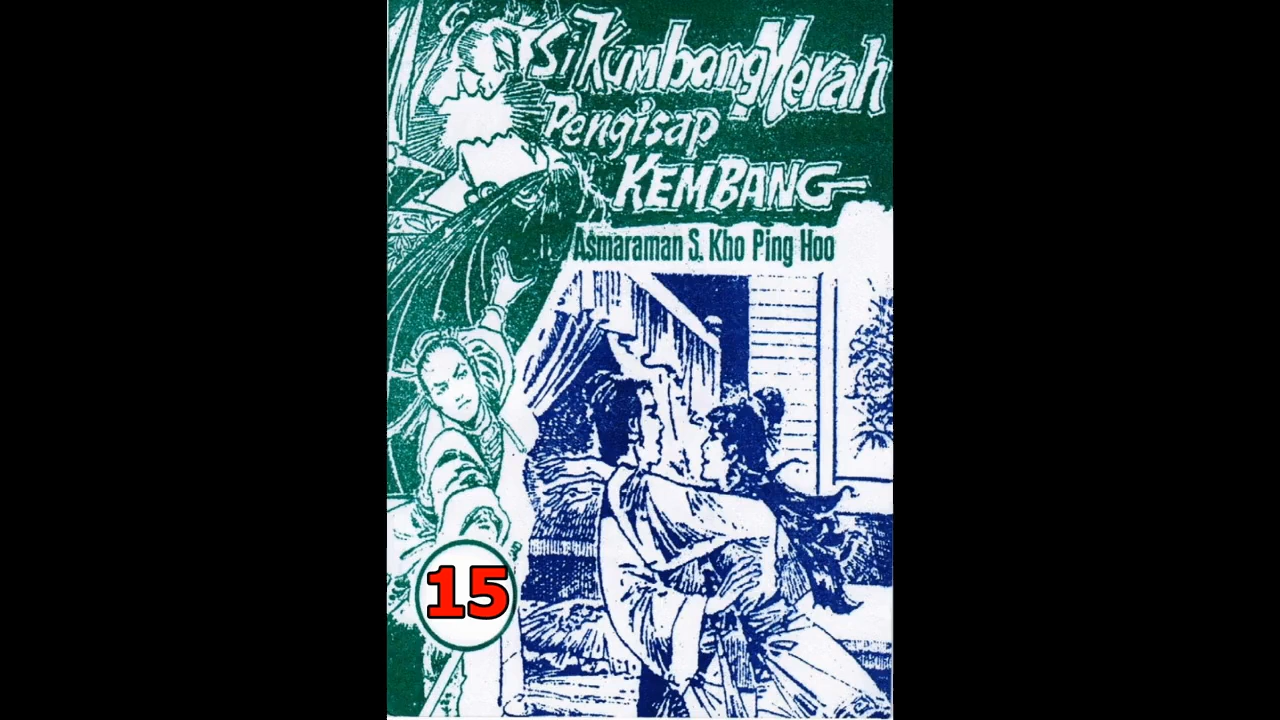 Si Kumbang Merah
Pengisap
KEMBANG
Asmaraman S. Kho Ping Hoo
15